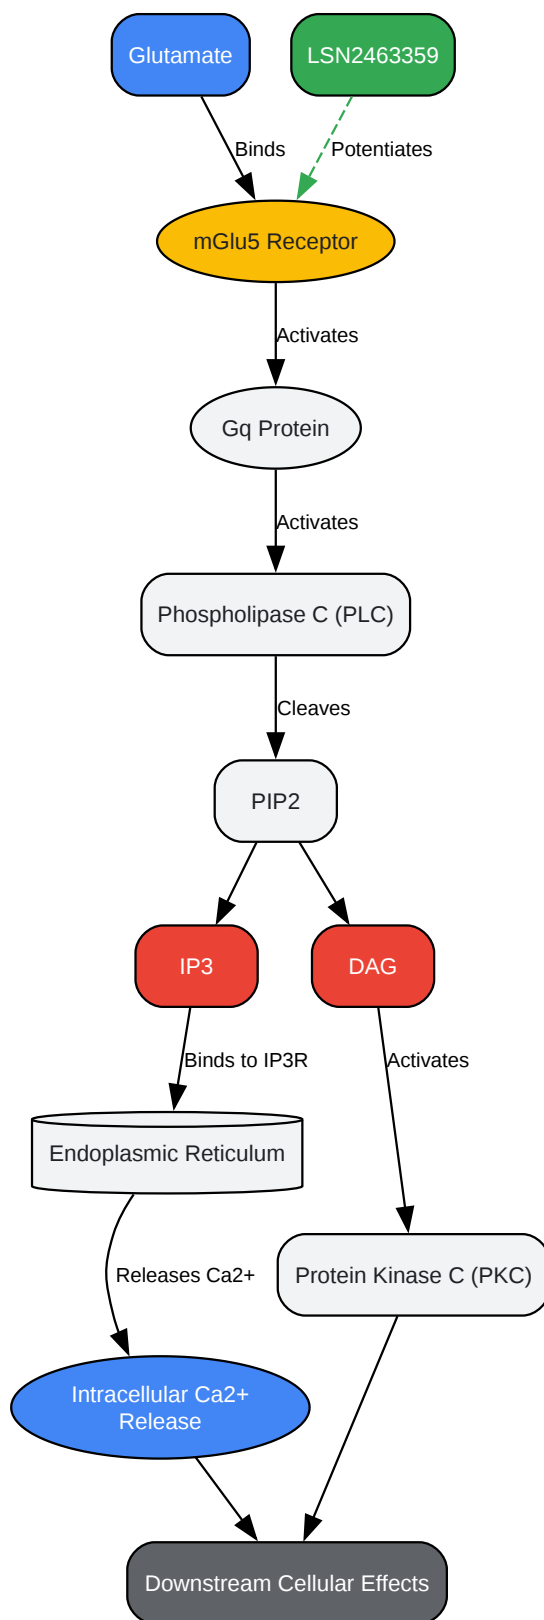 Glutamate
LSN2463359
Binds
Potentiates
mGlu5 Receptor
Activates
Gq Protein
Activates
Phospholipase C (PLC)
Cleaves
PIP2
IP3
DAG
Binds to IP3R
Activates
Endoplasmic Reticulum
Protein Kinase C (PKC)
Releases Ca2+
Intracellular Ca2+
Release
Downstream Cellular Effects